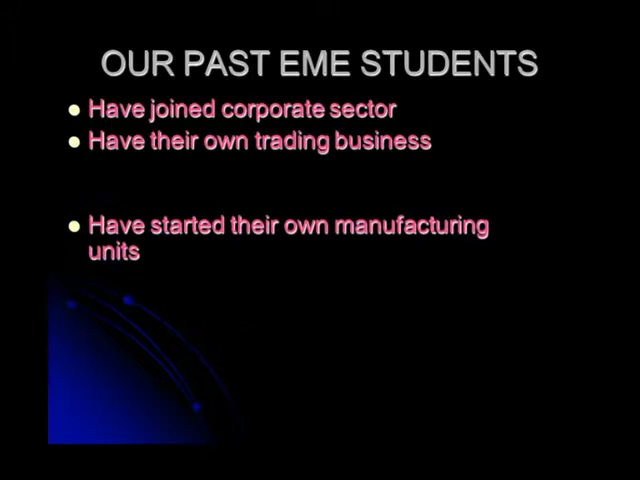 OUR PAST EME STUDENTS
Have joined corporate sector
Have their own trading business
Have started their own manufacturing
units